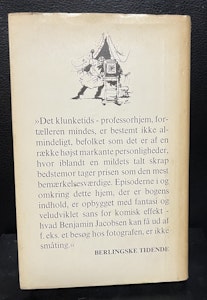 »Det klunketids - professorhjem, for-
tælleren mindes, er bestemt ikke al-
mindeligt, befolket som det er af en
række højst markante personligheder,
hvor iblandt en mildets talt skrap
bedstemor tager prisen som den mest
bemærkelsesværdige. Episoderne i og
omkring dette hjem, der er bogens
indhold, er opbygget med fantasi og
veludviklet sans for komisk effekt -
hvad Benjamin Jacobsen kan få ud af
f. eks. et besøg hos fotografen, er ikke
småting.«
BERLINGSKE TIDENDE